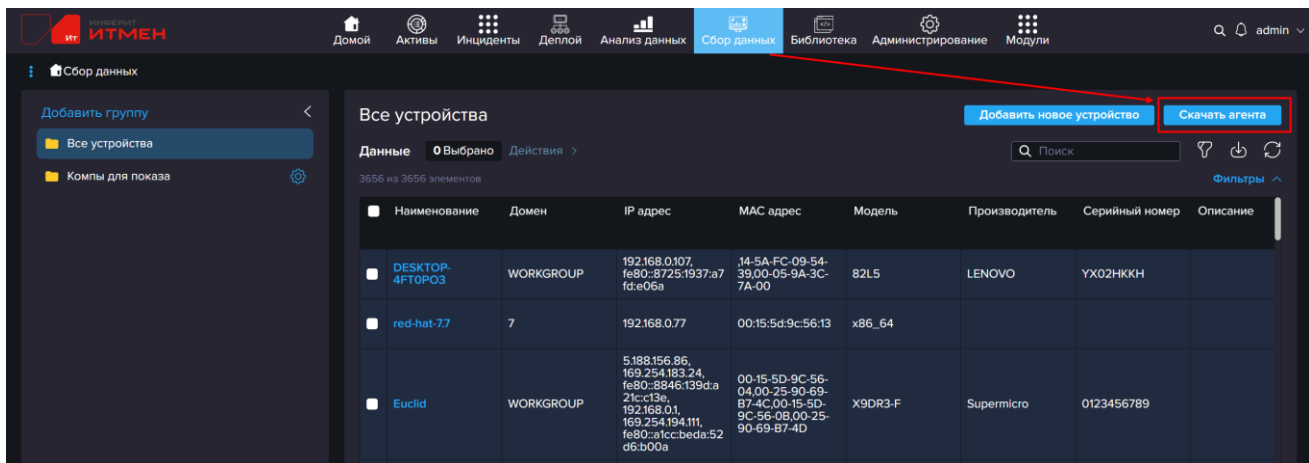 ИНФЕРИТ
Ит ИТМЕН
Домой Активы Инциденты Деплой Анализ данных Сбор данных Библиотека Администрирование Модули admin
Сбор данных
Добавить группу
Все устройства
Компы для показа
Все устройства Добавить новое устройство Скачать агента
Данные 0 Выбрано Действия Поиск
3656 из 3656 элементов
Фильтры
Наименование Домен IP адрес MAC адрес Модель Производитель Серийный номер Описание
DESKTOP-
4FT0PO3
WORKGROUP
192.168.0.107,
fe80::8725:1937:a7
fd:e06a
,14-5A-FC-09-54-
39,00-05-9A-3C-
7A-00
82L5
LENOVO
YX02HKKH
red-hat-7.7 7 192.168.0.77 00:15:5d:9c:56:13 x86_64
Euclid
WORKGROUP
5.188.156.86,
169.254.183.24,
fe80::8846:139d:a
21c:c13e,
192.168.0.1,
169.254.194.111,
fe80::a1cc:beda:52
d6:b00a
00-15-5D-9C-56-
04,00-25-90-69-
B7-4C,00-15-5D-
9C-56-0B,00-25-
90-69-B7-4D
X9DR3-F
Supermicro
0123456789